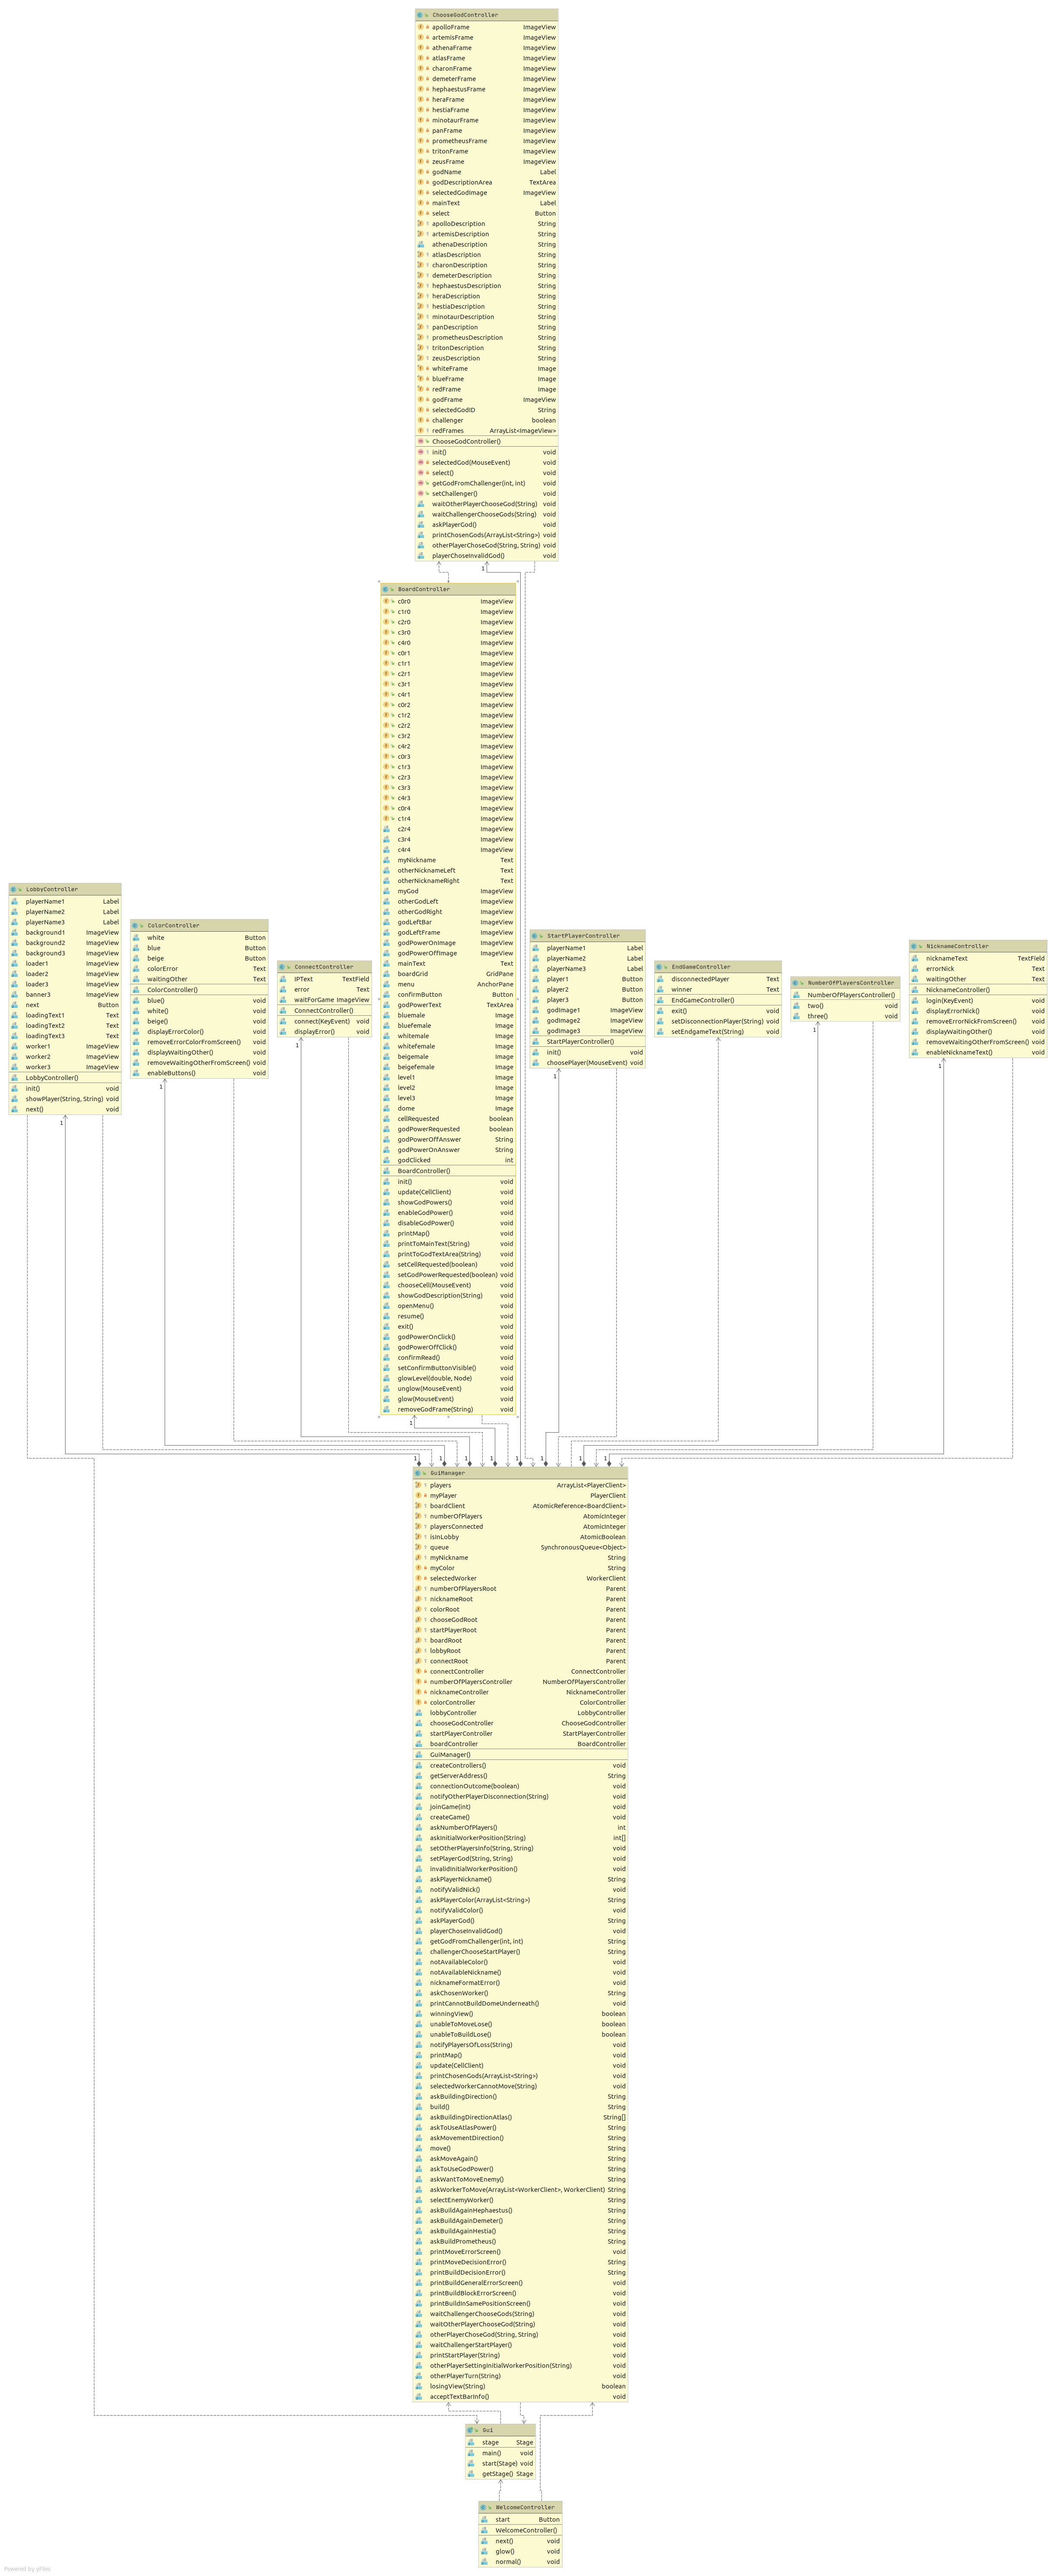 ChooseGodController
apolloFrame ImageView
artemisFrame ImageView
athenaFrame ImageView
atlasFrame ImageView
charonFrame ImageView
demeterFrame ImageView
hephaestusFrame ImageView
heraFrame ImageView
hestiaFrame ImageView
minotaurFrame ImageView
panFrame ImageView
prometheusFrame ImageView
tritonFrame ImageView
zeusFrame ImageView
godName Label
godDescriptionArea TextArea
selectedGodImage ImageView
mainText Label
select Button
apolloDescription String
artemisDescription String
athenaDescription String
atlasDescription String
charonDescription String
demeterDescription String
hephaestusDescription String
heraDescription String
hestiaDescription String
minotaurDescription String
panDescription String
prometheusDescription String
tritonDescription String
zeusDescription String
whiteFrame Image
blueFrame Image
redFrame Image
godFrame ImageView
selectedGodID String
challenger boolean
redFrames ArrayList<ImageView>
ChooseGodController()
init() void
selectedGod(MouseEvent) void
select() void
getGodFromChallenger(int, int) void
setChallenger() void
waitOtherPlayerChooseGod(String) void
waitChallengerChooseGods(String) void
askPlayerGod() void
printChosenGods(ArrayList<String>) void
otherPlayerChoseGod(String, String) void
playerChoseInvalidGod() void
1
BoardController
c0r0 ImageView
c1r0 ImageView
c2r0 ImageView
c3r0 ImageView
c4r0 ImageView
c0r1 ImageView
c1r1 ImageView
c2r1 ImageView
c3r1 ImageView
c4r1 ImageView
c0r2 ImageView
c1r2 ImageView
c2r2 ImageView
c3r2 ImageView
c4r2 ImageView
c0r3 ImageView
c1r3 ImageView
c2r3 ImageView
c3r3 ImageView
c4r3 ImageView
c0r4 ImageView
c1r4 ImageView
c2r4 ImageView
c3r4 ImageView
c4r4 ImageView
myNickname Text
otherNicknameLeft Text
otherNicknameRight Text
myGod ImageView
otherGodLeft ImageView
otherGodRight ImageView
godLeftBar ImageView
godLeftFrame ImageView
godPowerOnImage ImageView
godPowerOffImage ImageView
mainText Text
boardGrid GridPane
menu AnchorPane
confirmButton Button
godPowerText TextArea
bluemale Image
bluefemale Image
whitemale Image
whitefemale Image
beigemale Image
beigefemale Image
level1 Image
level2 Image
level3 Image
dome Image
cellRequested boolean
godPowerRequested boolean
godPowerOffAnswer String
godPowerOnAnswer String
godClicked int
BoardController()
init() void
update(CellClient) void
showGodPowers() void
enableGodPower() void
disableGodPower() void
printMap() void
printToMainText(String) void
printToGodTextArea(String) void
setCellRequested(boolean) void
setGodPowerRequested(boolean) void
chooseCell(MouseEvent) void
showGodDescription(String) void
openMenu() void
resume() void
exit() void
godPowerOnClick() void
godPowerOffClick() void
confirmRead() void
setConfirmButtonVisible() void
glowLevel(double, Node) void
unglow(MouseEvent) void
glow(MouseEvent) void
removeGodFrame(String) void
1
LobbyController
playerName1 Label
playerName2 Label
playerName3 Label
background1 ImageView
background2 ImageView
background3 ImageView
loader1 ImageView
loader2 ImageView
loader3 ImageView
banner3 ImageView
next Button
loadingText1 Text
loadingText2 Text
loadingText3 Text
worker1 ImageView
worker2 ImageView
worker3 ImageView
LobbyController()
init() void
showPlayer(String, String) void
next() void
1
ColorController
white Button
blue Button
beige Button
colorError Text
waitingOther Text
ColorController()
blue() void
white() void
beige() void
displayErrorColor() void
removeErrorColorFromScreen() void
displayWaitingOther() void
removeWaitingOtherFromScreen() void
enableButtons() void
1
ConnectController
IPText TextField
error Text
waitForGame ImageView
ConnectController()
connect(KeyEvent) void
displayError() void
1
StartPlayerController
playerName1 Label
playerName2 Label
playerName3 Label
player1 Button
player2 Button
player3 Button
godImage1 ImageView
godImage2 ImageView
godImage3 ImageView
StartPlayerController()
init() void
choosePlayer(MouseEvent) void
1
EndGameController
disconnectedPlayer Text
winner Text
EndGameController()
exit() void
setDisconnectionPlayer(String) void
setEndgameText(String) void
NumberOfPlayersController
NumberOfPlayersController()
two() void
three() void
1
NicknameController
nicknameText TextField
errorNick Text
waitingOther Text
NicknameController()
login(KeyEvent) void
displayErrorNick() void
removeErrorNickFromScreen() void
displayWaitingOther() void
removeWaitingOtherFromScreen() void
enableNicknameText() void
1
1 1 1 1 1 1 1 1
GuiManager
players ArrayList<PlayerClient>
myPlayer PlayerClient
boardClient AtomicReference<BoardClient>
numberOfPlayers AtomicInteger
playersConnected AtomicInteger
isInLobby AtomicBoolean
queue SynchronousQueue<Object>
myNickname String
myColor String
selectedWorker WorkerClient
numberOfPlayersRoot Parent
nicknameRoot Parent
colorRoot Parent
chooseGodRoot Parent
startPlayerRoot Parent
boardRoot Parent
lobbyRoot Parent
connectRoot Parent
connectController ConnectController
numberOfPlayersController NumberOfPlayersController
nicknameController NicknameController
colorController ColorController
lobbyController LobbyController
chooseGodController ChooseGodController
startPlayerController StartPlayerController
boardController BoardController
GuiManager()
createControllers() void
getServerAddress() String
connectionOutcome(boolean) void
notifyOtherPlayerDisconnection(String) void
joinGame(int) void
createGame() void
askNumberOfPlayers() int
askInitialWorkerPosition(String) int[]
setOtherPlayersInfo(String, String) void
setPlayerGod(String, String) void
invalidInitialWorkerPosition() void
askPlayerNickname() String
notifyValidNick() void
askPlayerColor(ArrayList<String>) String
notifyValidColor() void
askPlayerGod() String
playerChoseInvalidGod() void
getGodFromChallenger(int, int) String
challengerChooseStartPlayer() String
notAvailableColor() void
notAvailableNickname() void
nicknameFormatError() void
askChosenWorker() String
printCannotBuildDomeUnderneath() void
winningView() boolean
unableToMoveLose() boolean
unableToBuildLose() boolean
notifyPlayersOfLoss(String) void
printMap() void
update(CellClient) void
printChosenGods(ArrayList<String>) void
selectedWorkerCannotMove(String) void
askBuildingDirection() String
build() String
askBuildingDirectionAtlas() String[]
askToUseAtlasPower() String
askMovementDirection() String
move() String
askMoveAgain() String
askToUseGodPower() String
askWantToMoveEnemy() String
askWorkerToMove(ArrayList<WorkerClient>, WorkerClient) String
selectEnemyWorker() String
askBuildAgainHephaestus() String
askBuildAgainDemeter() String
askBuildAgainHestia() String
askBuildPrometheus() String
printMoveErrorScreen() void
printMoveDecisionError() String
printBuildDecisionError() String
printBuildGeneralErrorScreen() void
printBuildBlockErrorScreen() void
printBuildInSamePositionScreen() void
waitChallengerChooseGods(String) void
waitOtherPlayerChooseGod(String) void
otherPlayerChoseGod(String, String) void
waitChallengerStartPlayer() void
printStartPlayer(String) void
otherPlayerSettingInitialWorkerPosition(String) void
otherPlayerTurn(String) void
losingView(String) boolean
acceptTextBarInfo() void
Gui
stage Stage
main() void
start(Stage) void
getStage() Stage
WelcomeController
start Button
WelcomeController()
next() void
glow() void
normal() void
Powered by yFiles